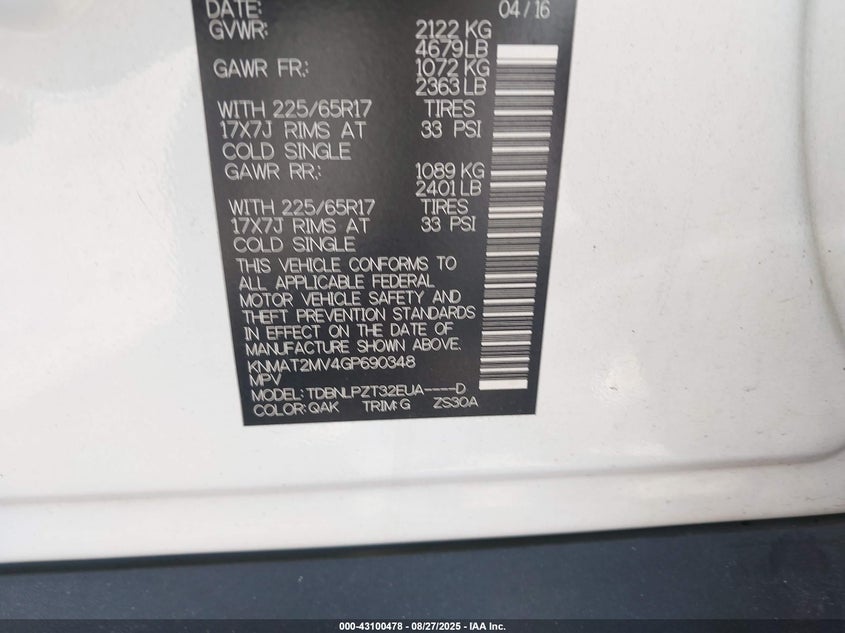 DATE: 04/16
GVWR: 2122 KG
4679LB
GAWR FR: 1072 KG
2363 LB
WITH 225/65R17 TIRES
17X7J RIMS AT 33 PSI
COLD SINGLE
GAWR RR: 1089 KG
2401LB
WITH 225/65R17 TIRES
17X7J RIMS AT 33 PSI
COLD SINGLE
THIS VEHICLE CONFORMS TO
ALL APPLICABLE FEDERAL
MOTOR VEHICLE SAFETY AND
THEFT PREVENTION STANDARDS
IN EFFECT ON THE DATE OF
MANUFACTURE SHOWN ABOVE.
KNMAT2MV4GP690348
MPV
MODEL: TDBNLPZT32EUA----D
COLOR: QAK TRIM: G ZS30A
000-43100478 - 08/27/2025 - IAA Inc.